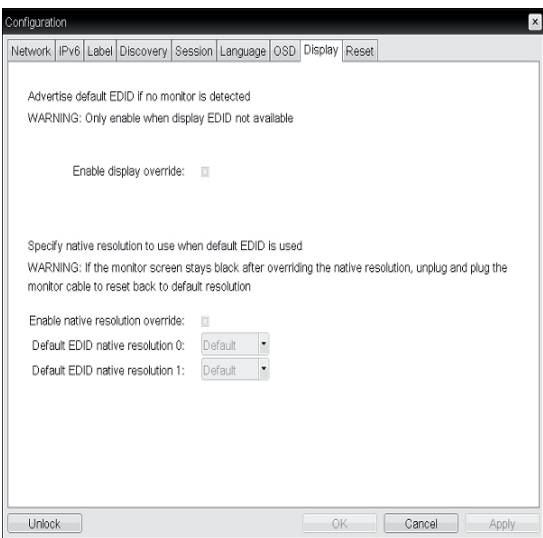 Configuration
Network IPv6 Label Discovery Session Language OSD Display Reset
Advertise default EDID if no monitor is detected
WARNING: Only enable when display EDID not available
Enable display override:
Specify native resolution to use when default EDID is used
WARNING: If the monitor screen stays black after overriding the native resolution, unplug and plug the
monitor cable to reset back to default resolution
Enable native resolution override:
Default EDID native resolution 0: Default
Default EDID native resolution 1: Default
Unlock OK Cancel Apply